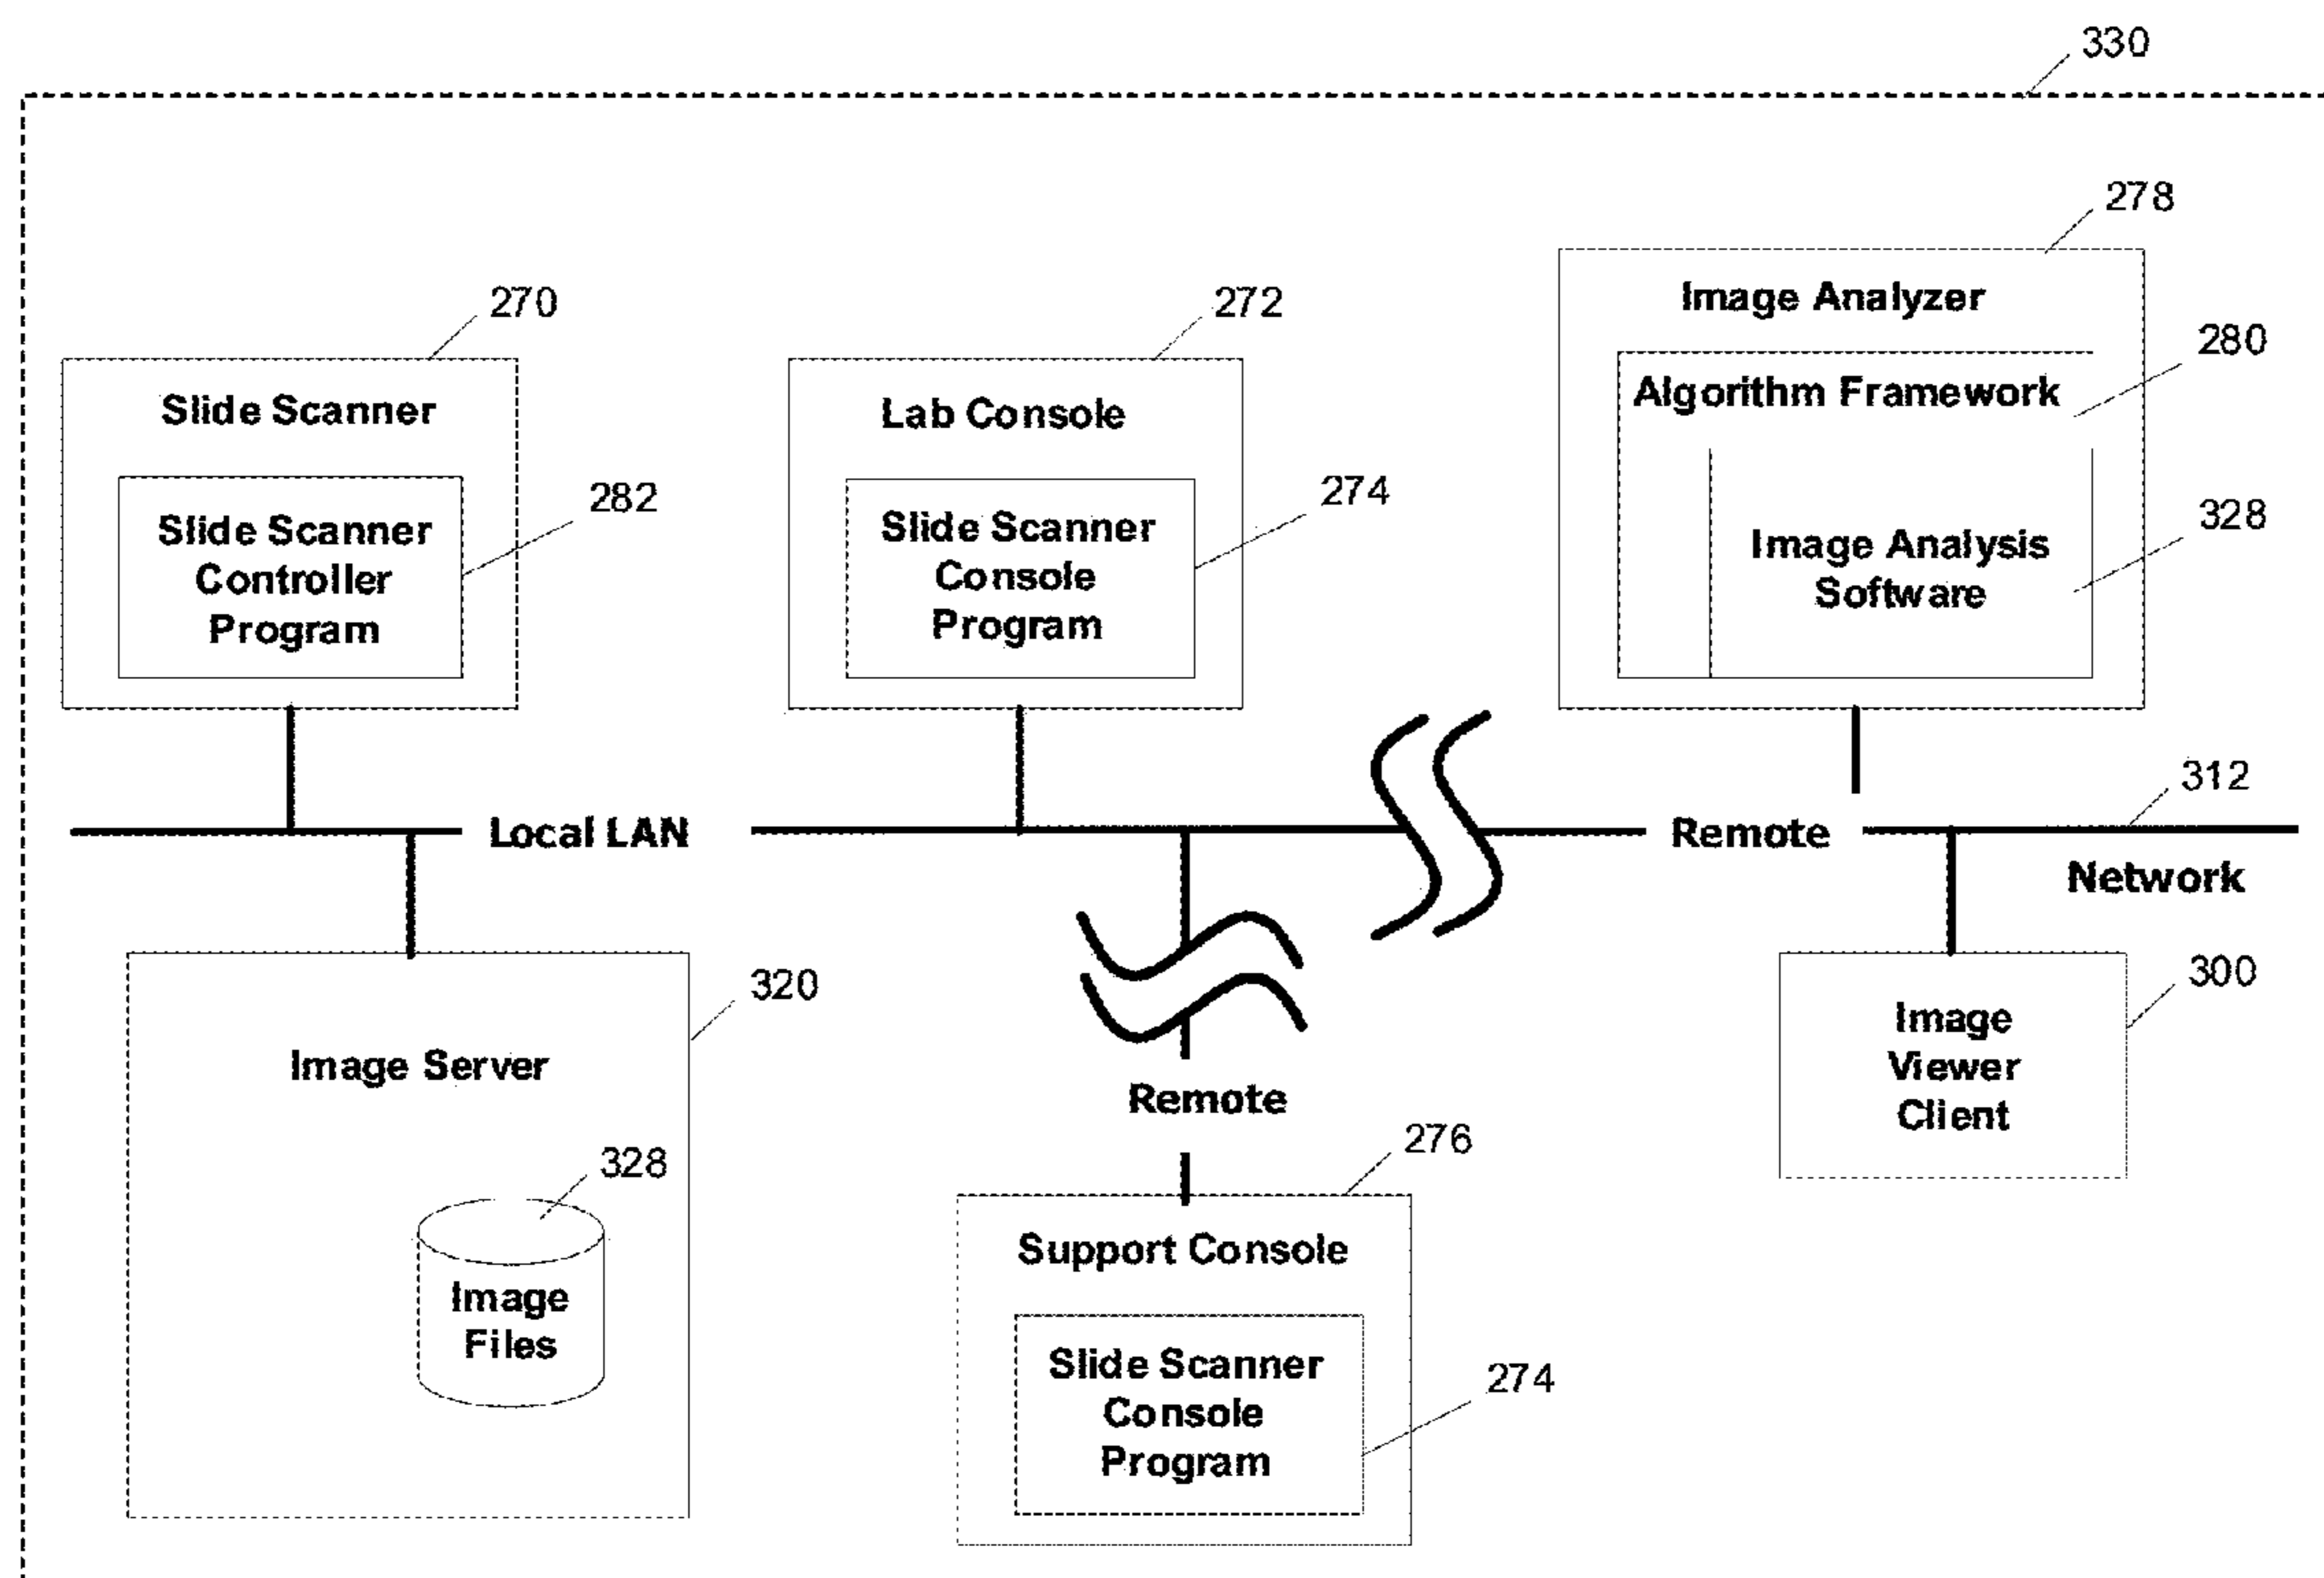 330
278
Image Analyzer
280
Algorithm Framework
328
Image Analysis
Software
270
Slide Scanner
282
Slide Scanner
Controller
Program
272
Lab Console
274
Slide Scanner
Console
Program
Local LAN
Remote
312
Network
320
Image Server
328
Image
Files
Remote
276
Support Console
274
Slide Scanner
Console
Program
300
Image
Viewer
Client